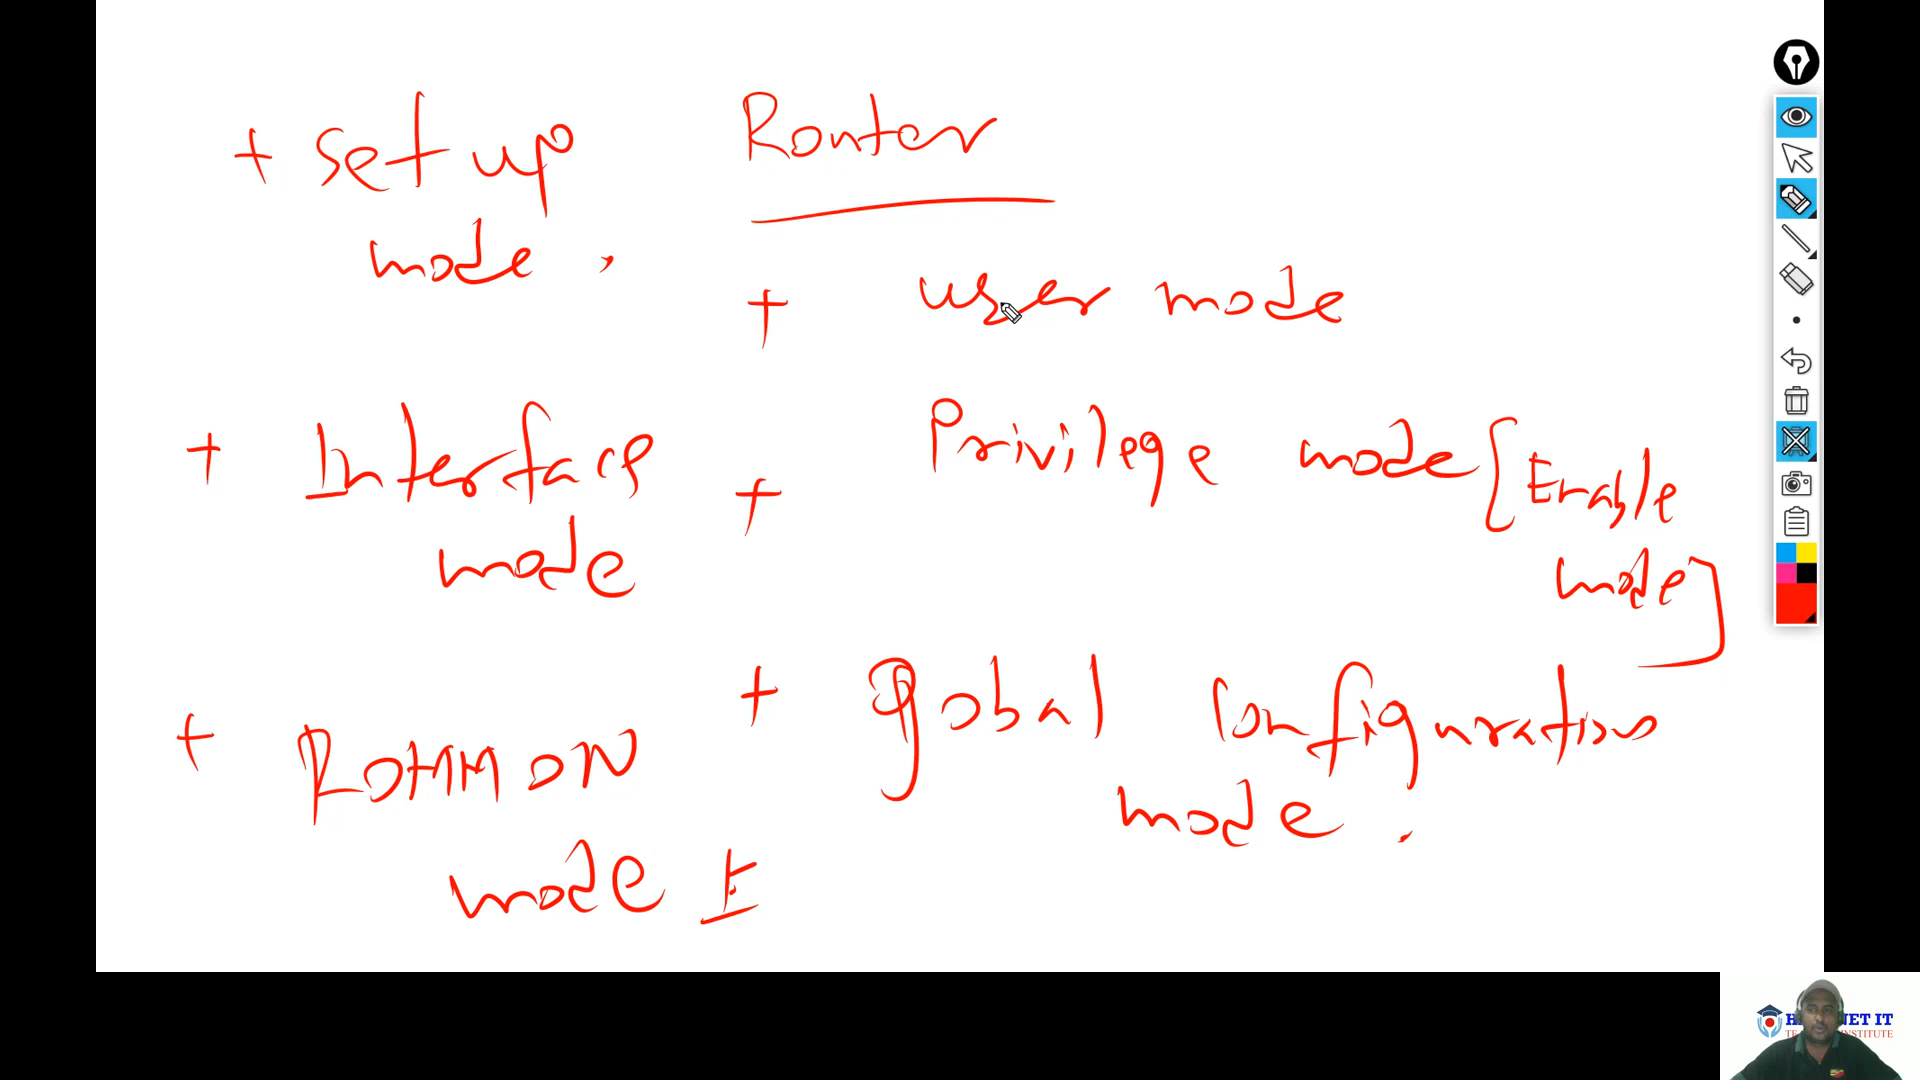 Router
+ Set up
mode.
+ User mode
+ Interface
mode
+ Privilege mode [Enable
mode]
+ Global Configuration
mode.
+ ROMMON
mode